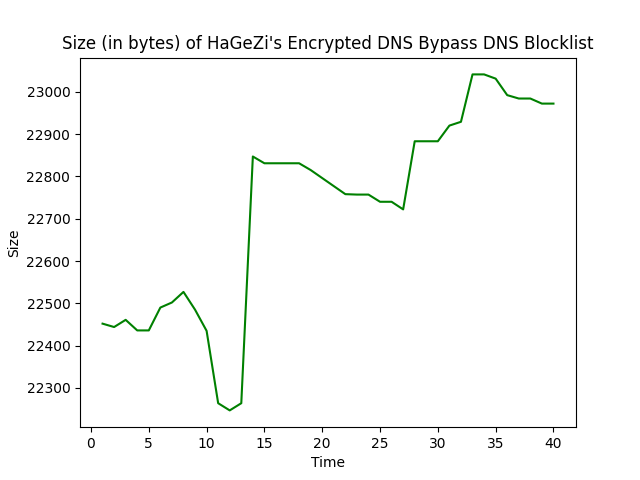 Size (in bytes) of HaGeZi's Encrypted DNS Bypass DNS Blocklist
23000
22900
22800
22700
22600
22500
22400
22300
Size
0 5 10 15 20 25 30 35 40
Time